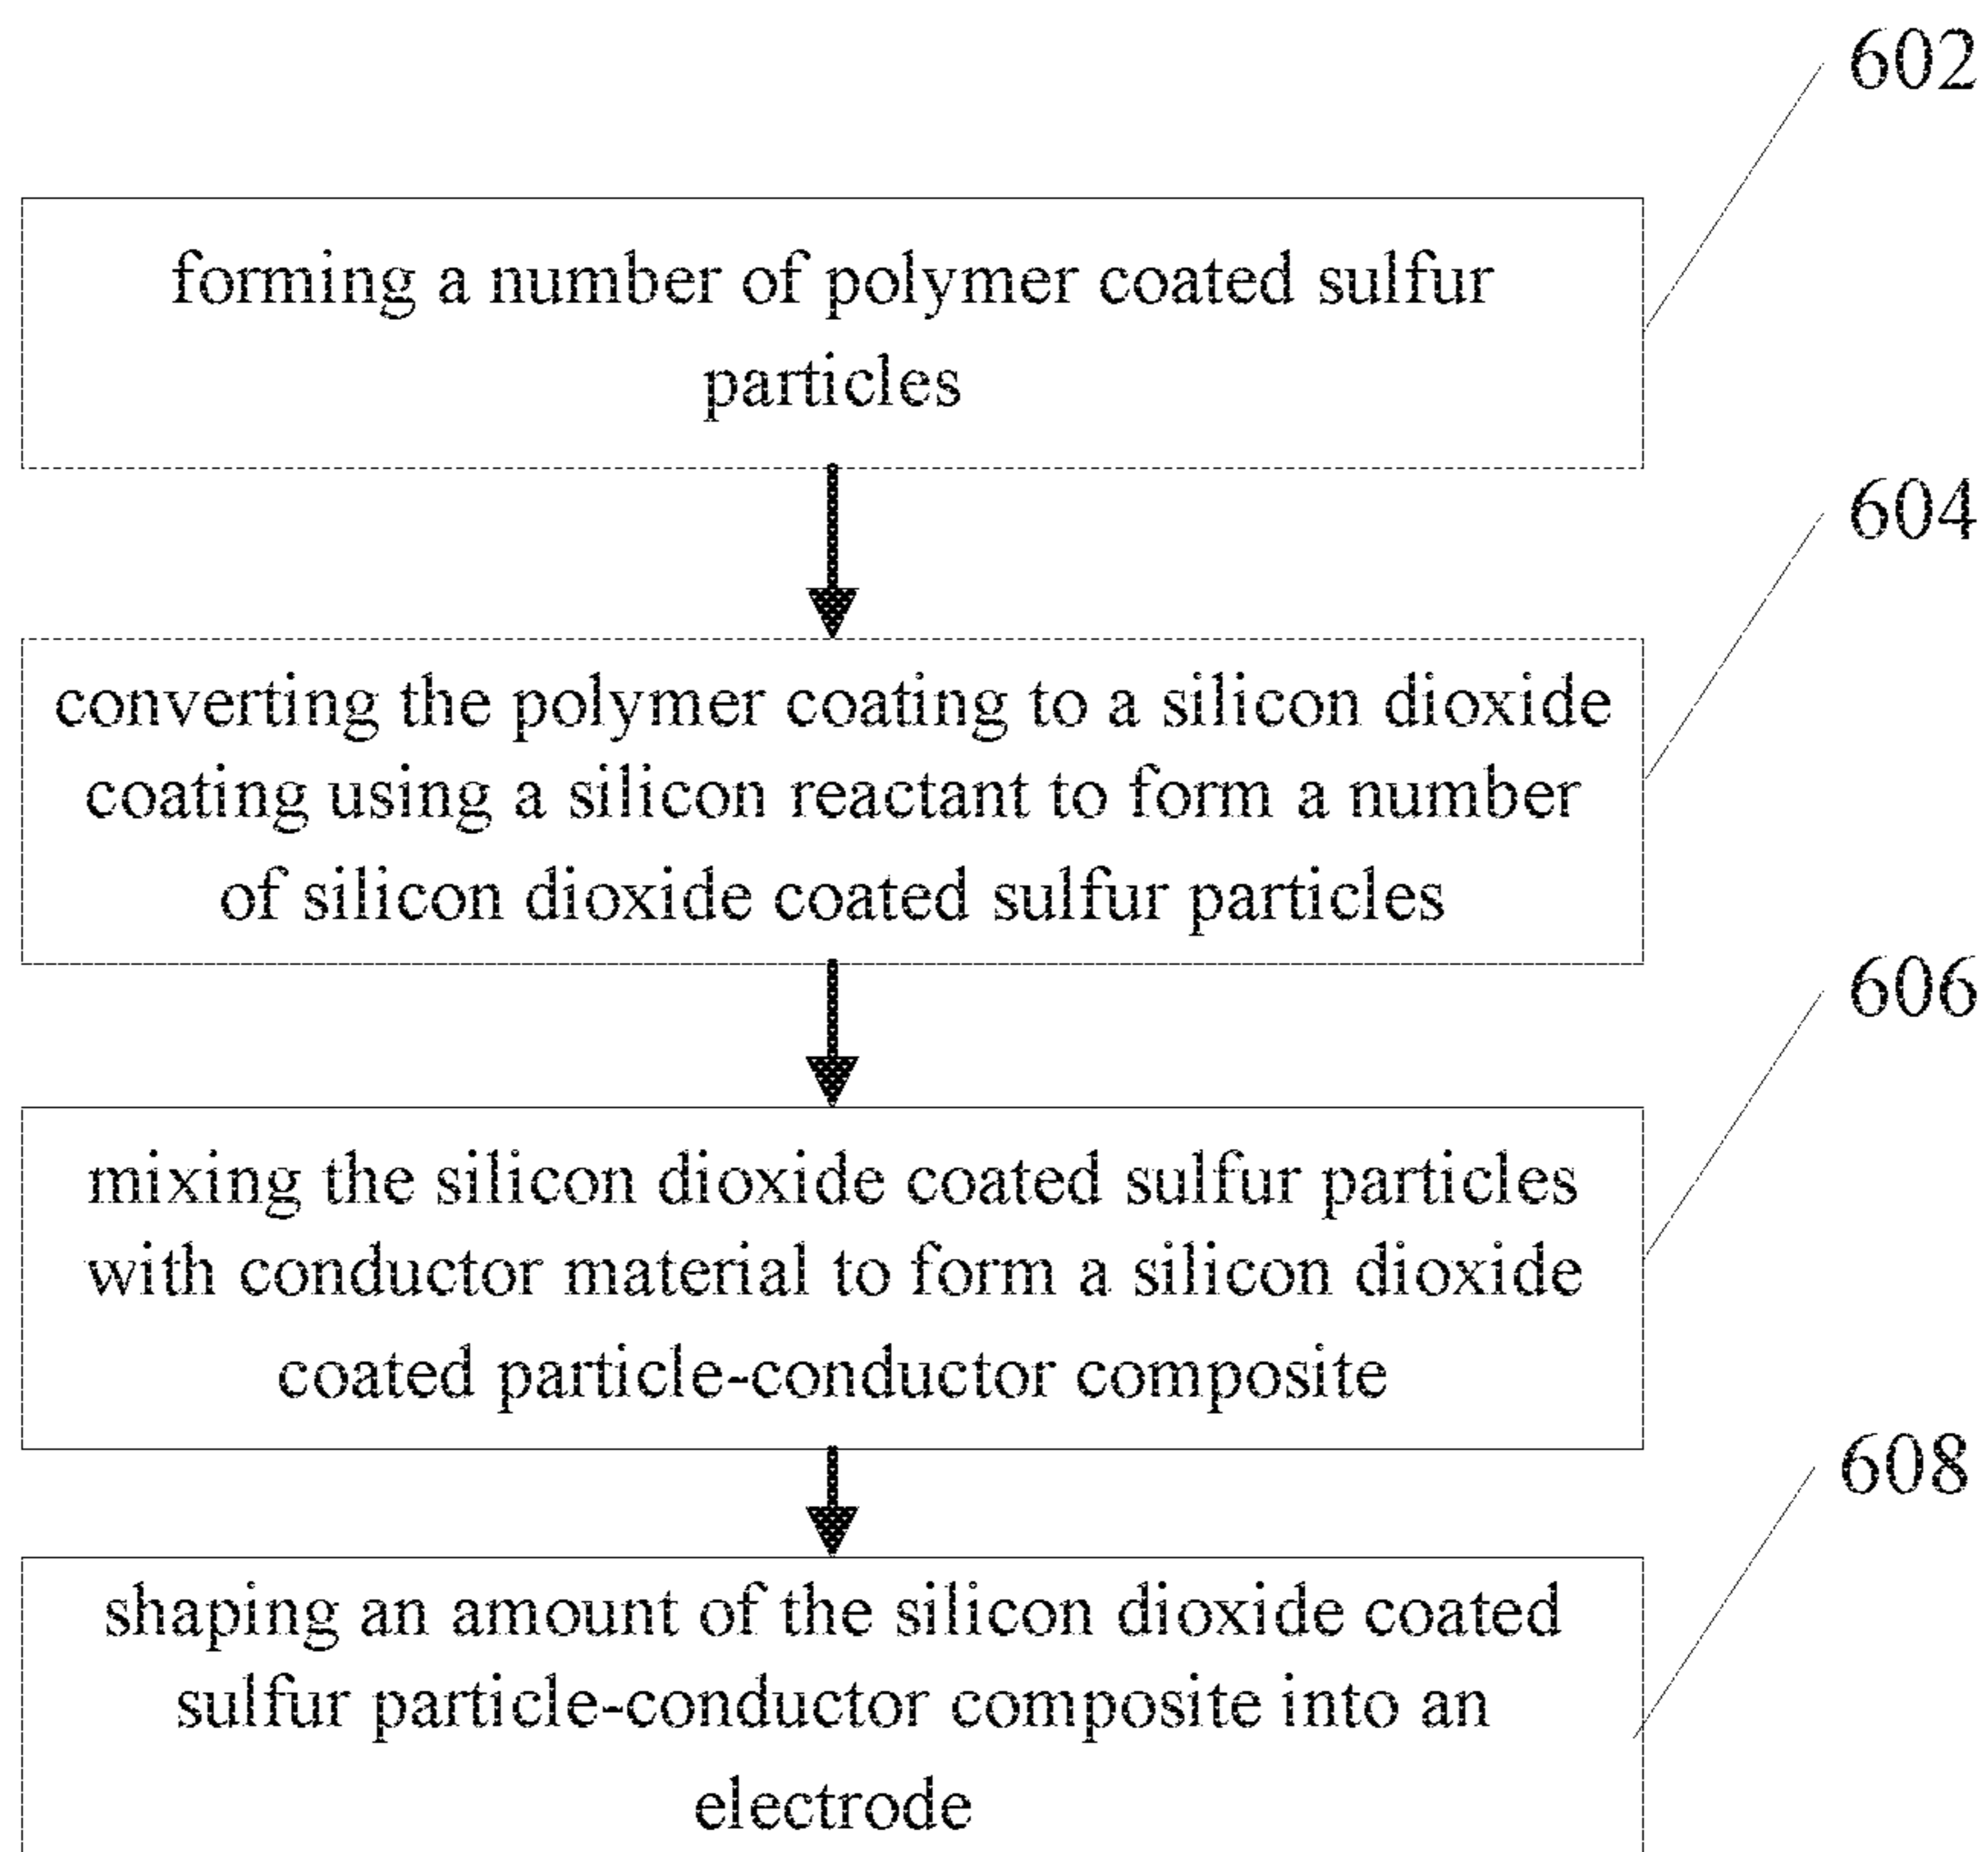 602
forming a number of polymer coated sulfur
particles
604
converting the polymer coating to a silicon dioxide
coating using a silicon reactant to form a number
of silicon dioxide coated sulfur particles
606
mixing the silicon dioxide coated sulfur particles
with conductor material to form a silicon dioxide
coated particle-conductor composite
608
shaping an amount of the silicon dioxide coated
sulfur particle-conductor composite into an
electrode